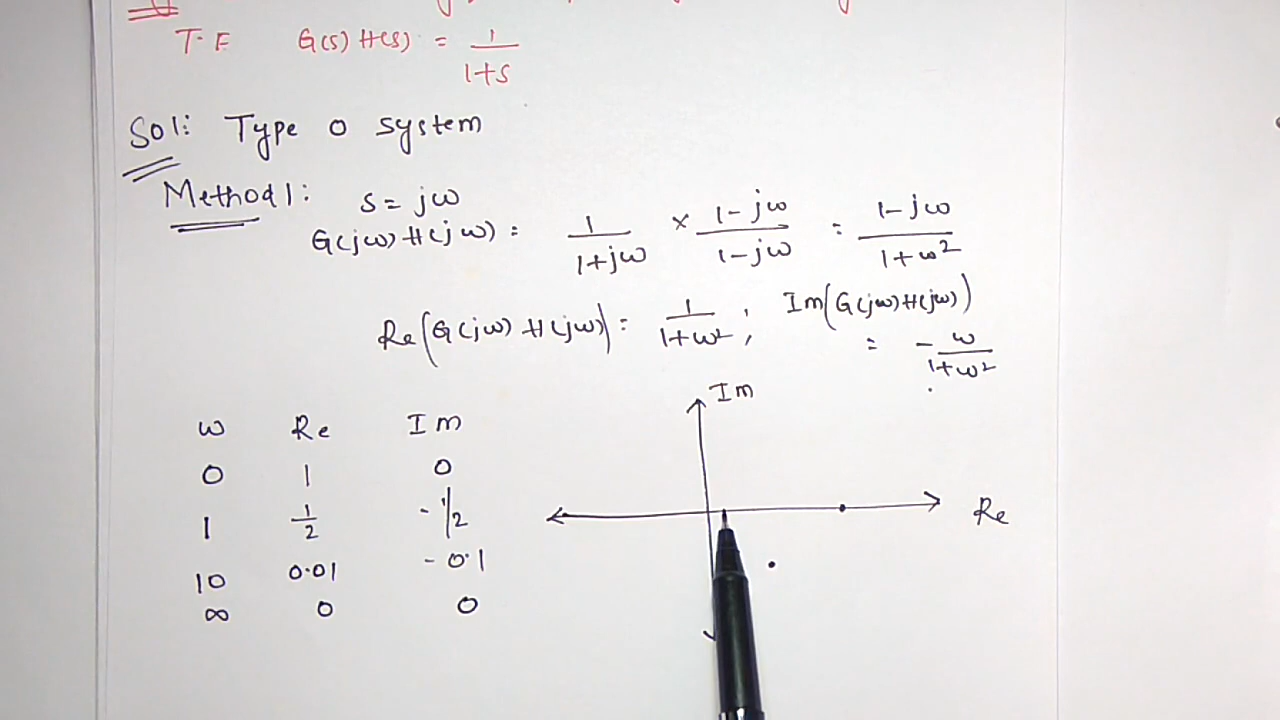 T.F G(s) H(s) = 1/1+s
Sol: Type 0 system
Method 1: s = jω
G(jω) H(jω) = 1/1+jω × 1-jω/1-jω = 1-jω/1+ω²
Re(G(jω) H(jω)) = 1/1+ω² ; Im(G(jω) H(jω))
= - ω/1+ω²
Im
ω Re Im
0 1 0
1 1/2 -1/2
Re
10 0.01 -0.1
∞ 0 0